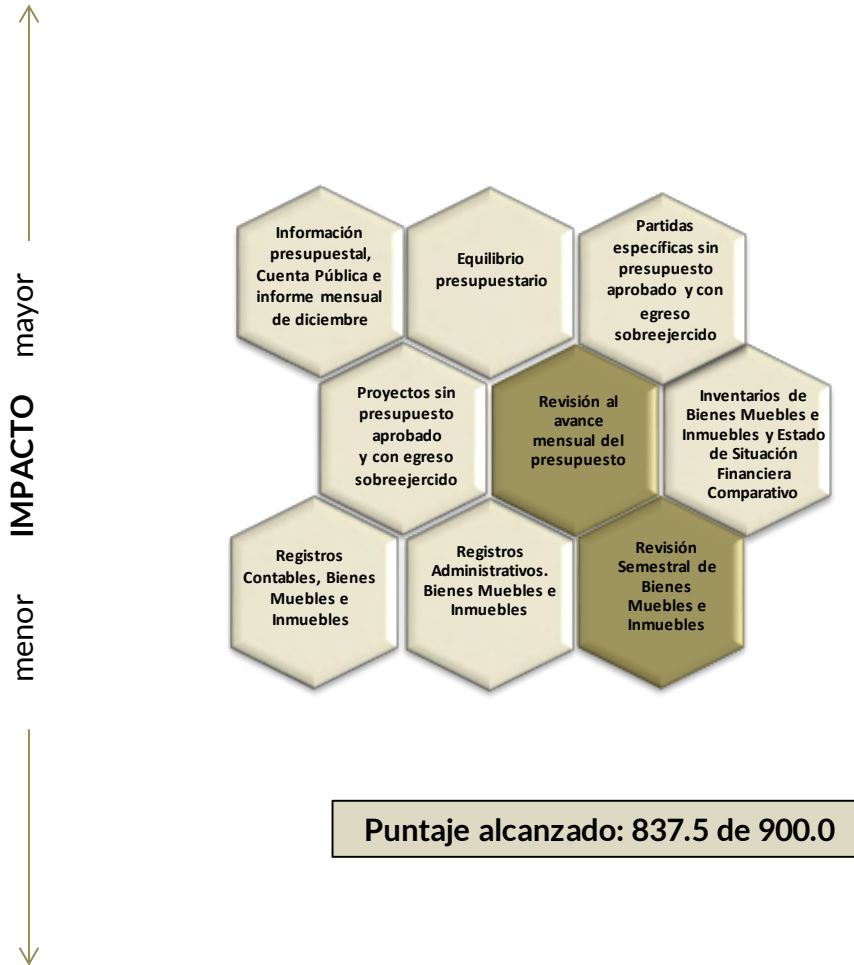 mayor
IMPACTO
menor
Información
presupuestal,
Cuenta Pública e
informe mensual
de diciembre
Equilibrio
presupuestario
Partidas
específicas sin
presupuesto
aprobado y con
egreso
sobreejercido
Proyectos sin
presupuesto
aprobado
y con egreso
sobreejercido
Revisión al
avance
mensual del
presupuesto
Inventarios de
Bienes Muebles e
Inmuebles y Estado
de Situación
Financiera
Comparativo
Registros
Contables, Bienes
Muebles e
Inmuebles
Registros
Administrativos.
Bienes Muebles e
Inmuebles
Revisión
Semestral de
Bienes
Muebles e
Inmuebles
Puntaje alcanzado: 837.5 de 900.0